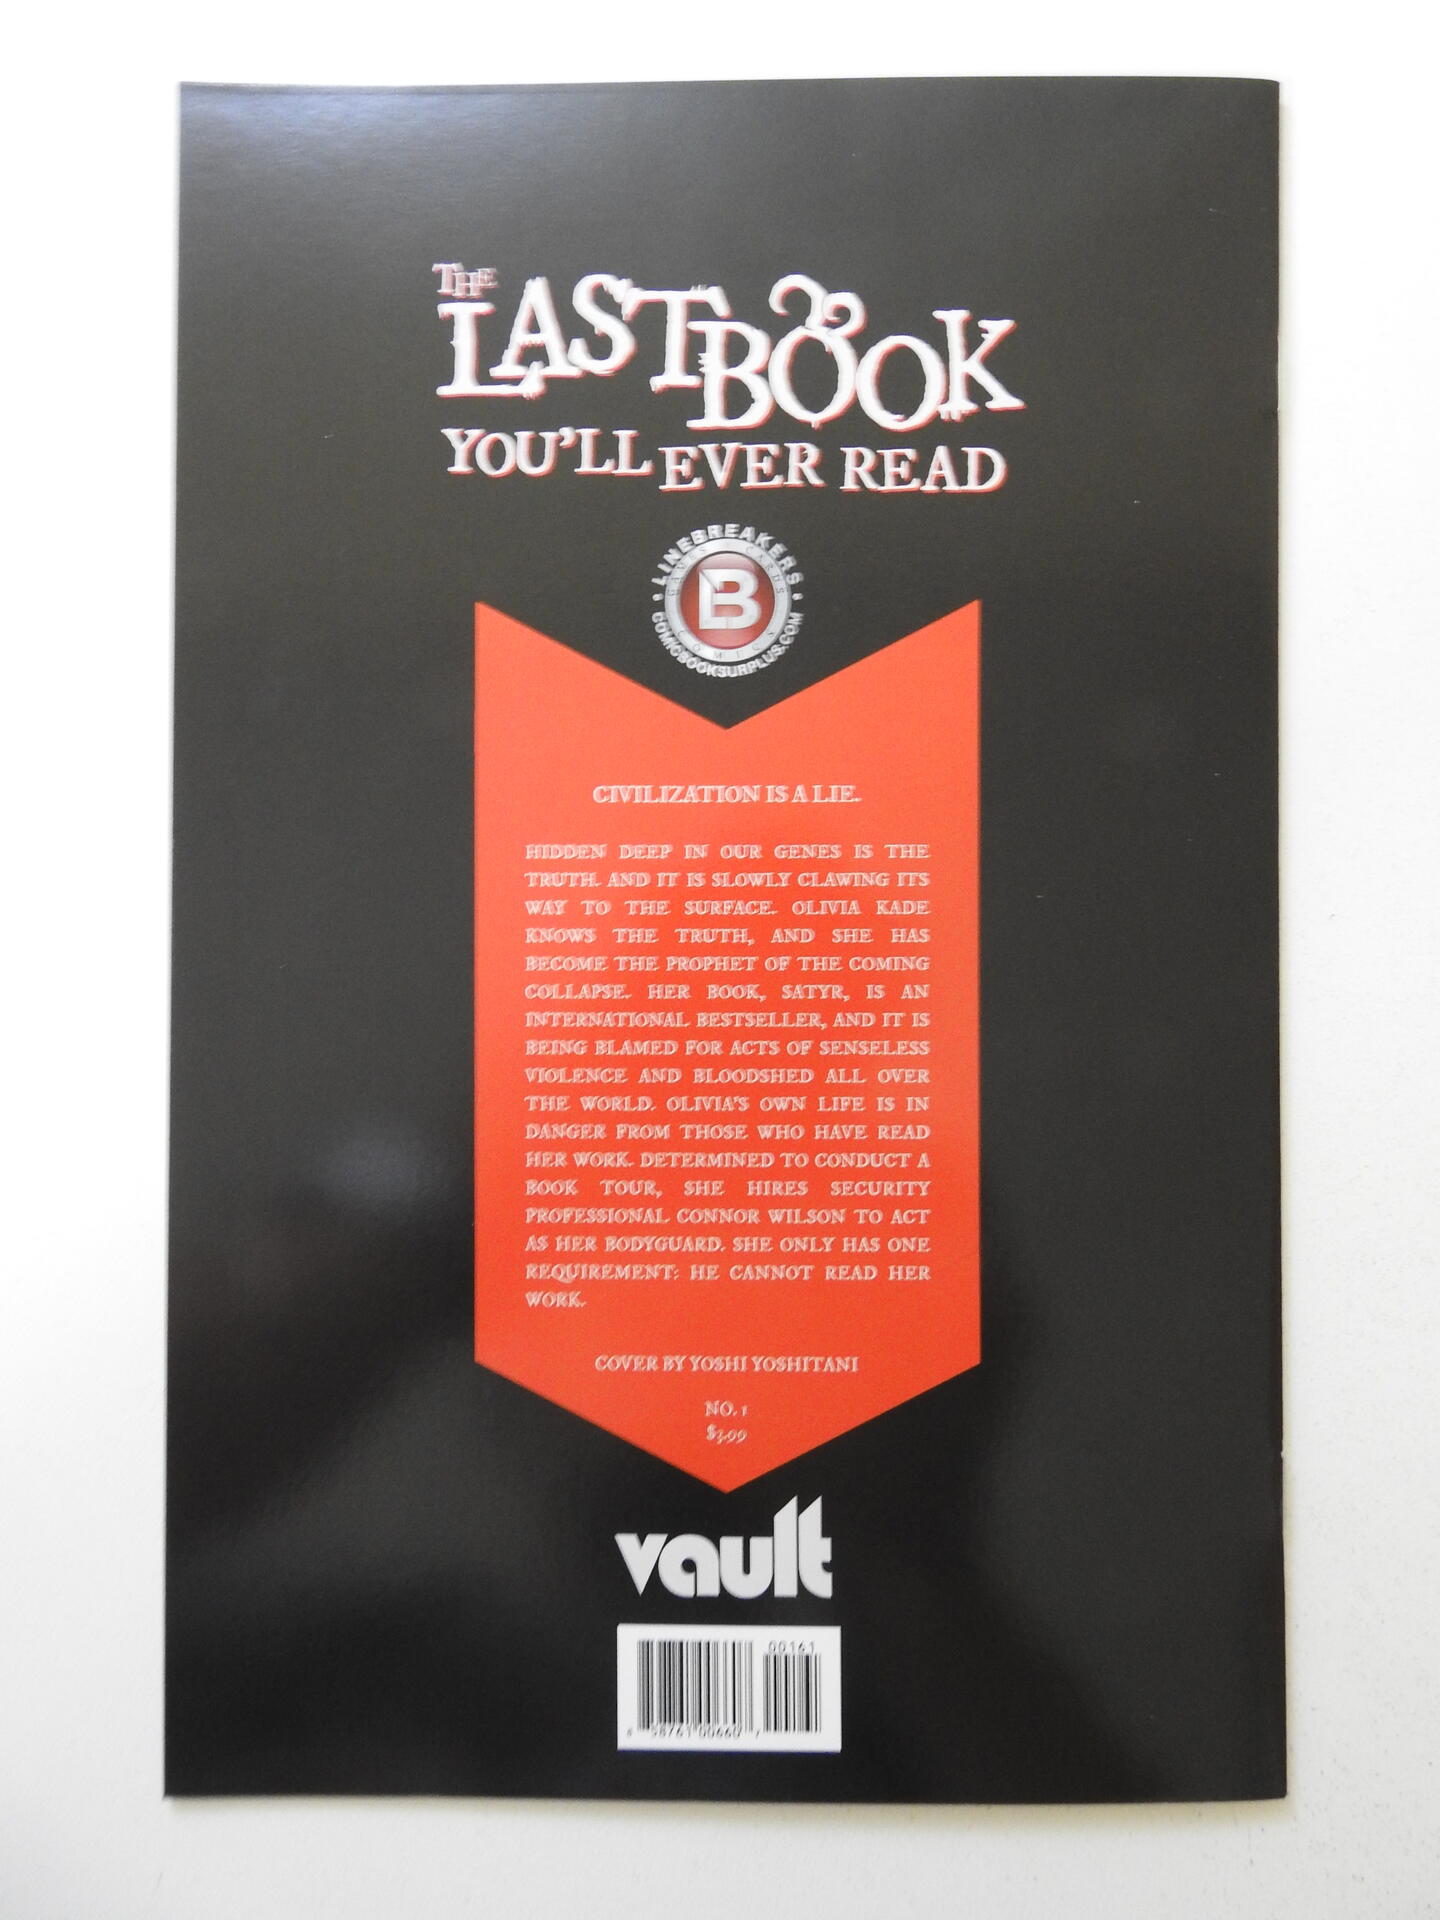 THE
LAST BOOK
YOU'LL EVER READ
LINEBREAKERS
GAMES CARDS
B
COMICS
COMICBOOKSURPLUS.COM
CIVILIZATION IS A LIE.
HIDDEN DEEP IN OUR GENES IS THE
TRUTH. AND IT IS SLOWLY CLAWING ITS
WAY TO THE SURFACE. OLIVIA KADE
KNOWS THE TRUTH, AND SHE HAS
BECOME THE PROPHET OF THE COMING
COLLAPSE. HER BOOK, SATYR, IS AN
INTERNATIONAL BESTSELLER, AND IT IS
BEING BLAMED FOR ACTS OF SENSELESS
VIOLENCE AND BLOODSHED ALL OVER
THE WORLD. OLIVIA'S OWN LIFE IS IN
DANGER FROM THOSE WHO HAVE READ
HER WORK. DETERMINED TO CONDUCT A
BOOK TOUR, SHE HIRES SECURITY
PROFESSIONAL CONNOR WILSON TO ACT
AS HER BODYGUARD. SHE ONLY HAS ONE
REQUIREMENT: HE CANNOT READ HER
WORK.
COVER BY YOSHI YOSHITANI
NO. 1
$3.99
vault
00161
58761 00660 7